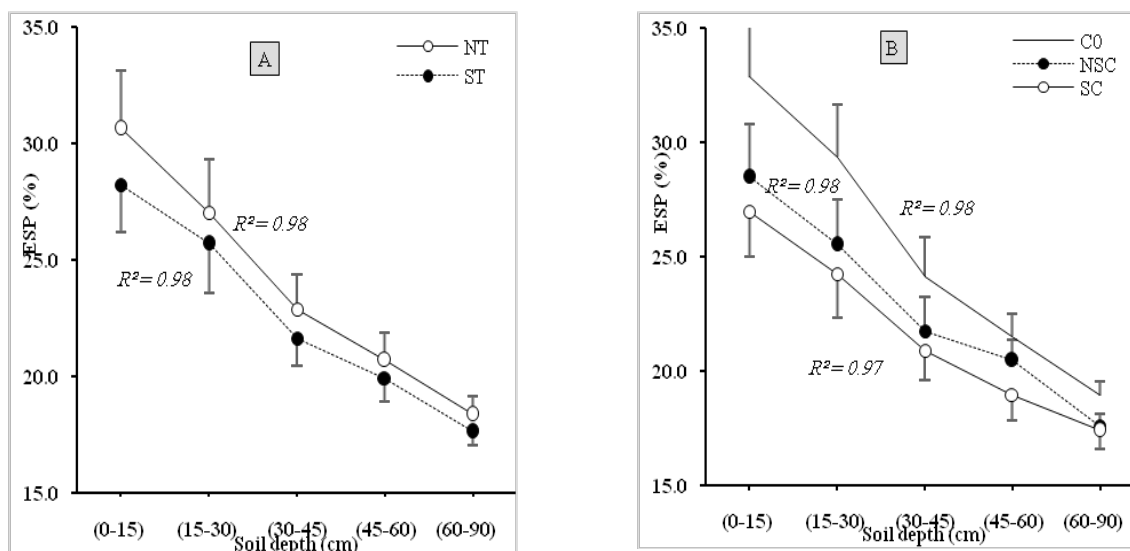 35.0
30.0
25.0
20.0
15.0
ESP (%)
A
NT
ST
R² = 0.98
R² = 0.98
(0-15) (15-30) (30-45) (45-60) (60-90)
Soil depth (cm)
35.0
30.0
25.0
20.0
15.0
ESP (%)
B
C0
NSC
SC
R² = 0.98
R² = 0.98
R² = 0.97
(0-15) (15-30) (30-45) (45-60) (60-90)
Soil depth (cm)